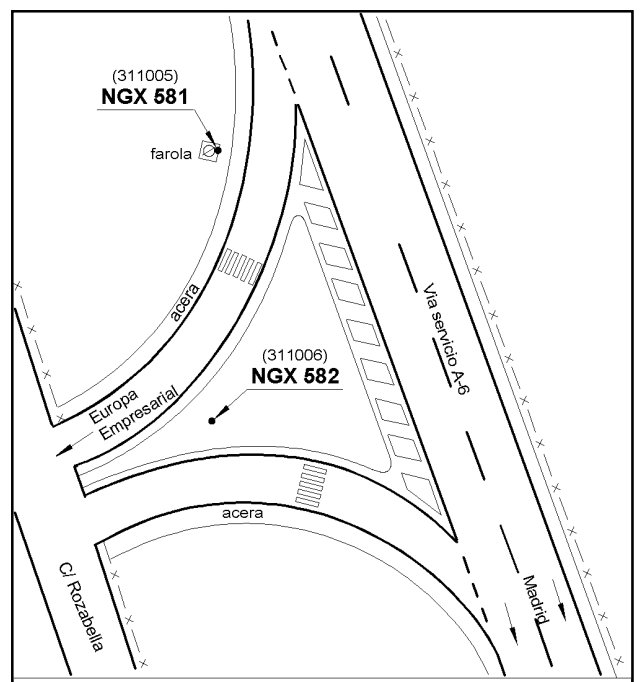 (311005)
NGX 581
farola
acera
Vía servicio A-6
(311006)
NGX 582
Europa
Empresarial
acera
C/ Rozabella
Madrid